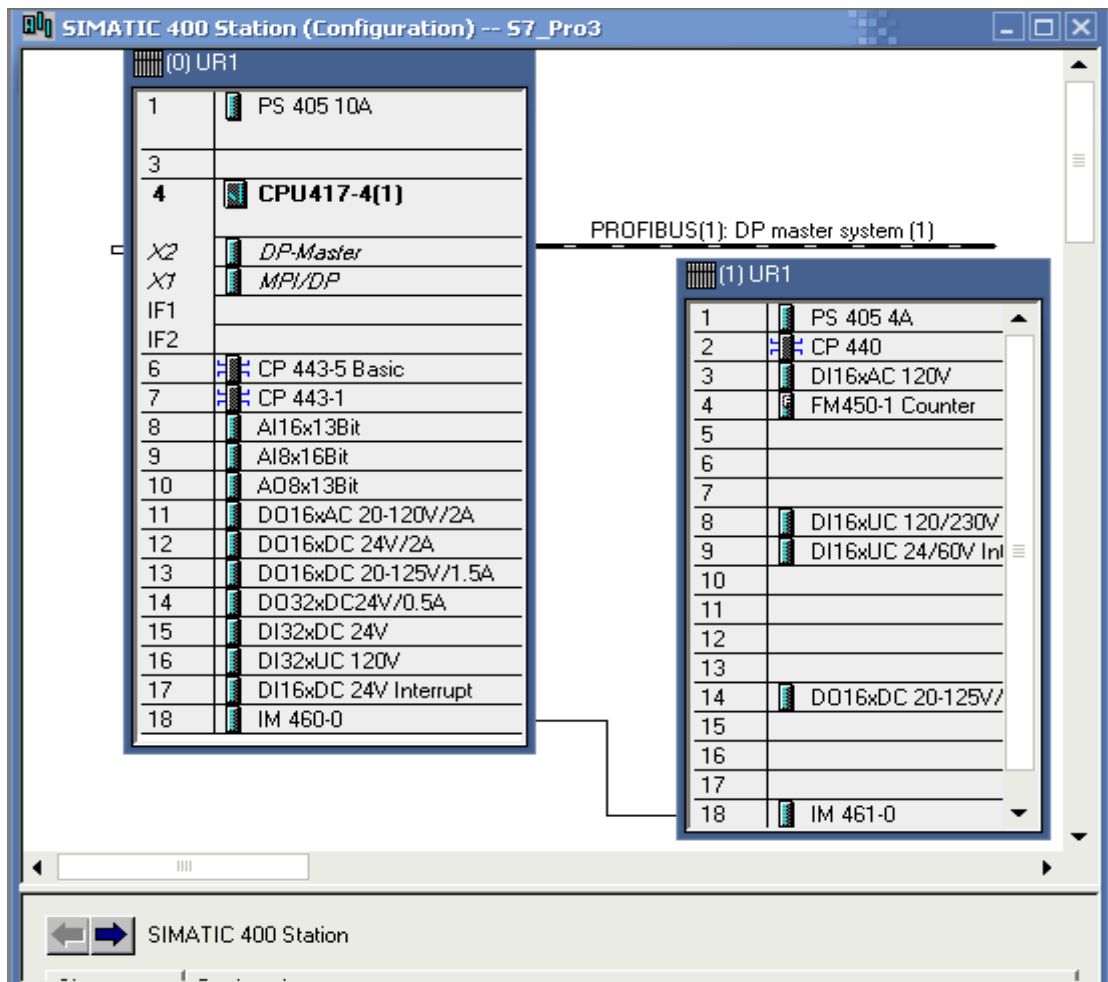 SIMATIC 400 Station (Configuration) -- S7_Pro3
(0) UR1
1 PS 405 10A
3
4 CPU417-4(1)
X2 DP-Master
X1 MPI/DP
IF1
IF2
6 CP 443-5 Basic
7 CP 443-1
8 AI16x13Bit
9 AI8x16Bit
10 AO8x13Bit
11 DO16xAC 20-120V/2A
12 DO16xDC 24V/2A
13 DO16xDC 20-125V/1.5A
14 DO32xDC24V/0.5A
15 DI32xDC 24V
16 DI32xUC 120V
17 DI16xDC 24V Interrupt
18 IM 460-0
PROFIBUS(1): DP master system (1)
(1) UR1
1 PS 405 4A
2 CP 440
3 DI16xAC 120V
4 FM450-1 Counter
5
6
7
8 DI16xUC 120/230V
9 DI16xUC 24/60V
10
11
12
13
14 DO16xDC 20-125V/
15
16
17
18 IM 461-0
SIMATIC 400 Station